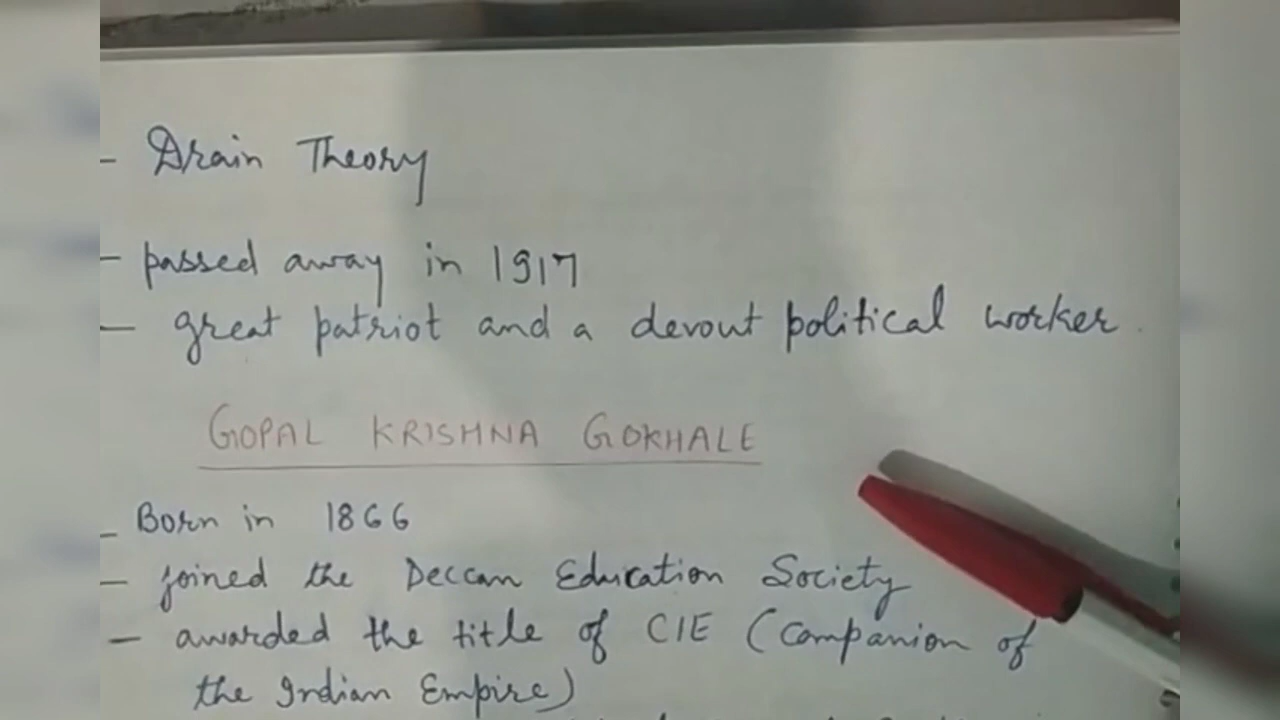 - Drain Theory
- passed away in 1917
- great patriot and a devout political worker.
GOPAL KRISHNA GOKHALE
- Born in 1866
- joined the Deccan Education Society
- awarded the title of CIE (Companion of
the Indian Empire)